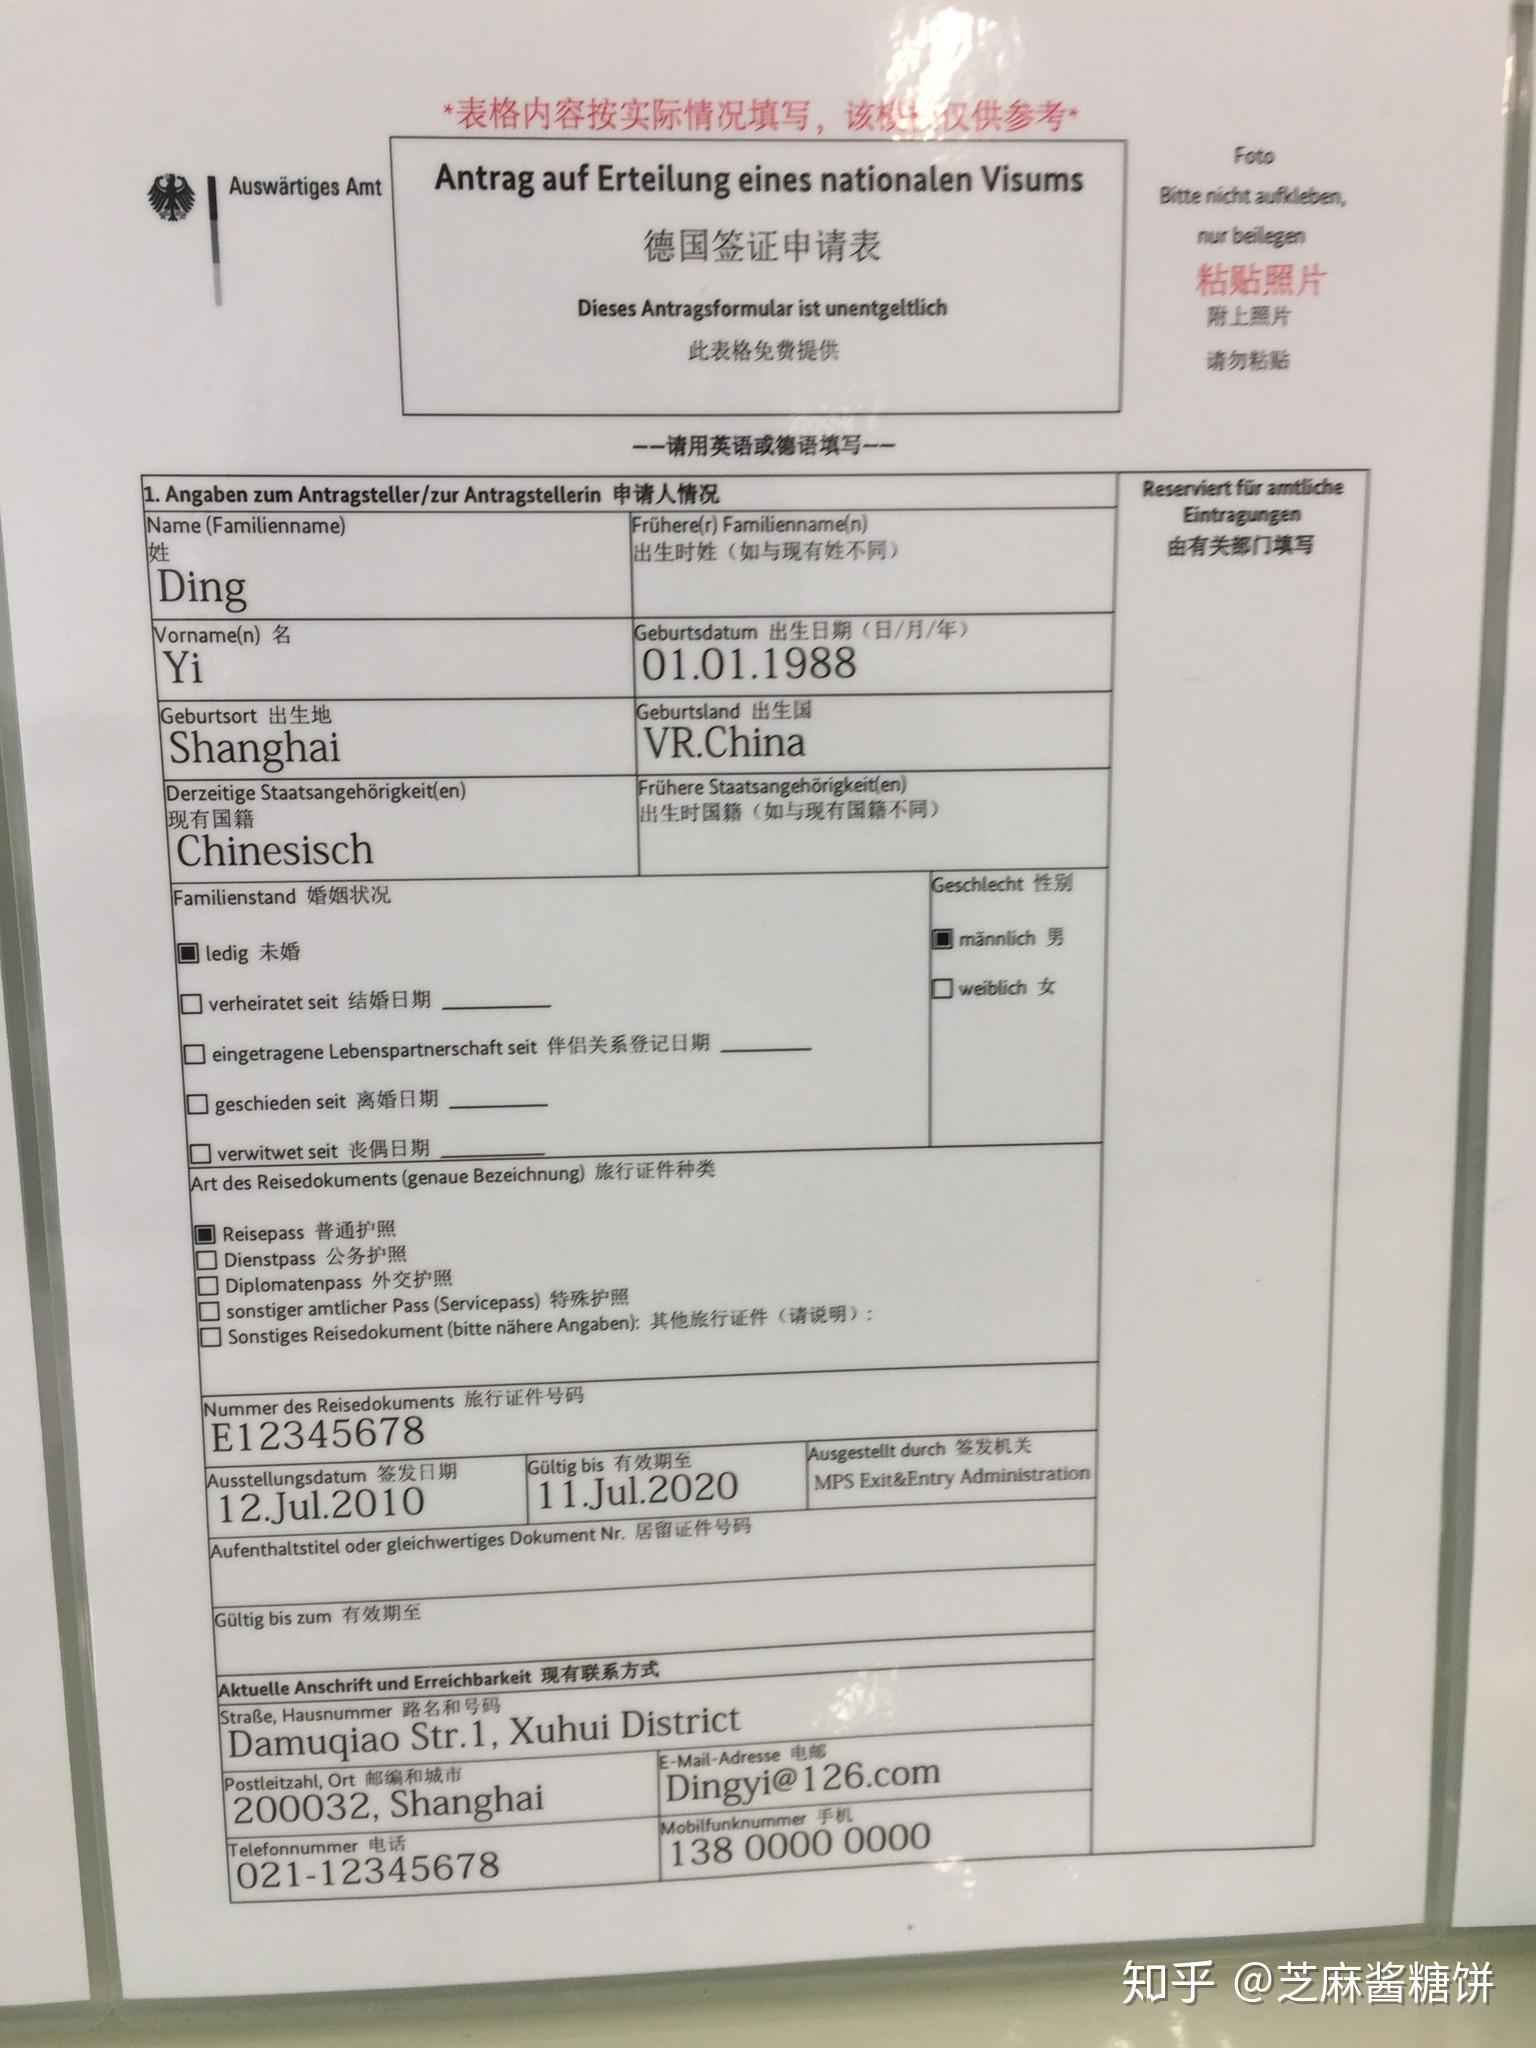 *表格内容按实际情况填写，该模 仅供参考*
Auswärtiges Amt
Antrag auf Erteilung eines nationalen Visums
德国签证申请表
Dieses Antragsformular ist unentgeltlich
此表格免费提供
Foto
Bitte nicht aufkleben,
nur beilegen
粘贴照片
附上照片
请勿粘贴
——请用英语或德语填写——
1. Angaben zum Antragsteller/zur Antragstellerin 申请人情况
Reserviert für amtliche
Eintragungen
由有关部门填写
Name (Familienname)
姓
Ding
Frühere(r) Familienname(n)
出生时姓（如与现有姓不同）
Vorname(n) 名
Yi
Geburtsdatum 出生日期（日/月/年）
01.01.1988
Geburtsort 出生地
Shanghai
Geburtsland 出生国
VR.China
Derzeitige Staatsangehörigkeit(en)
现有国籍
Chinesisch
Frühere Staatsangehörigkeit(en)
出生时国籍（如与现有国籍不同）
Familienstand 婚姻状况
ledig 未婚
verheiratet seit 结婚日期
eingetragene Lebenspartnerschaft seit 伴侣关系登记日期
geschieden seit 离婚日期
verwitwet seit 丧偶日期
Geschlecht 性别
männlich 男
weiblich 女
Art des Reisedokuments (genaue Bezeichnung) 旅行证件种类
Reisepass 普通护照
Dienstpass 公务护照
Diplomatenpass 外交护照
sonstiger amtlicher Pass (Servicepass) 特殊护照
Sonstiges Reisedokument (bitte nähere Angaben): 其他旅行证件（请说明）:
Nummer des Reisedokuments 旅行证件号码
E12345678
Ausstellungsdatum 签发日期
12.Jul.2010
Gültig bis 有效期至
11.Jul.2020
Ausgestellt durch 签发机关
MPS Exit&Entry Administration
Aufenthaltstitel oder gleichwertiges Dokument Nr. 居留证件号码
Gültig bis zum 有效期至
Aktuelle Anschrift und Erreichbarkeit 现有联系方式
Straße, Hausnummer 路名和号码
Damuqiao Str.1, Xuhui District
Postleitzahl, Ort 邮编和城市
200032, Shanghai
E-Mail-Adresse 电邮
Dingyi@126.com
Telefonnummer 电话
021-12345678
Mobilfunknummer 手机
138 0000 0000
知乎 @芝麻酱糖饼